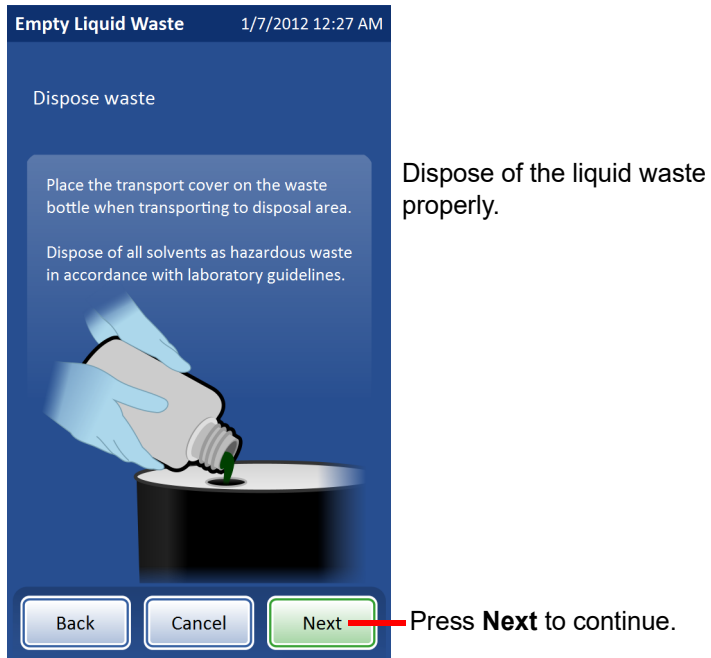 Empty Liquid Waste 1/7/2012 12:27 AM
Dispose waste
Place the transport cover on the waste
bottle when transporting to disposal area.
Dispose of all solvents as hazardous waste
in accordance with laboratory guidelines.
Dispose of the liquid waste
properly.
Back Cancel Next
Press Next to continue.